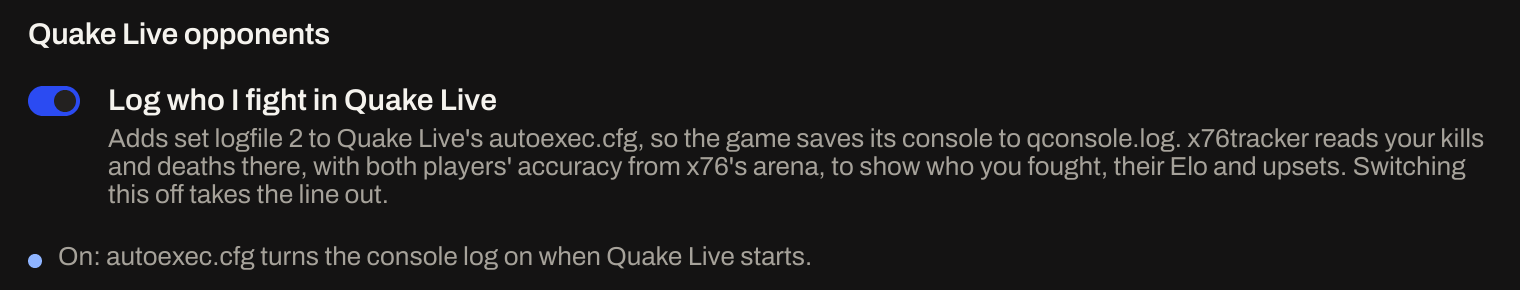 Quake Live opponents
Log who I fight in Quake Live
Adds set logfile 2 to Quake Live's autoexec.cfg, so the game saves its console to qconsole.log. x76tracker reads your kills
and deaths there, with both players' accuracy from x76's arena, to show who you fought, their Elo and upsets. Switching
this off takes the line out.
On: autoexec.cfg turns the console log on when Quake Live starts.